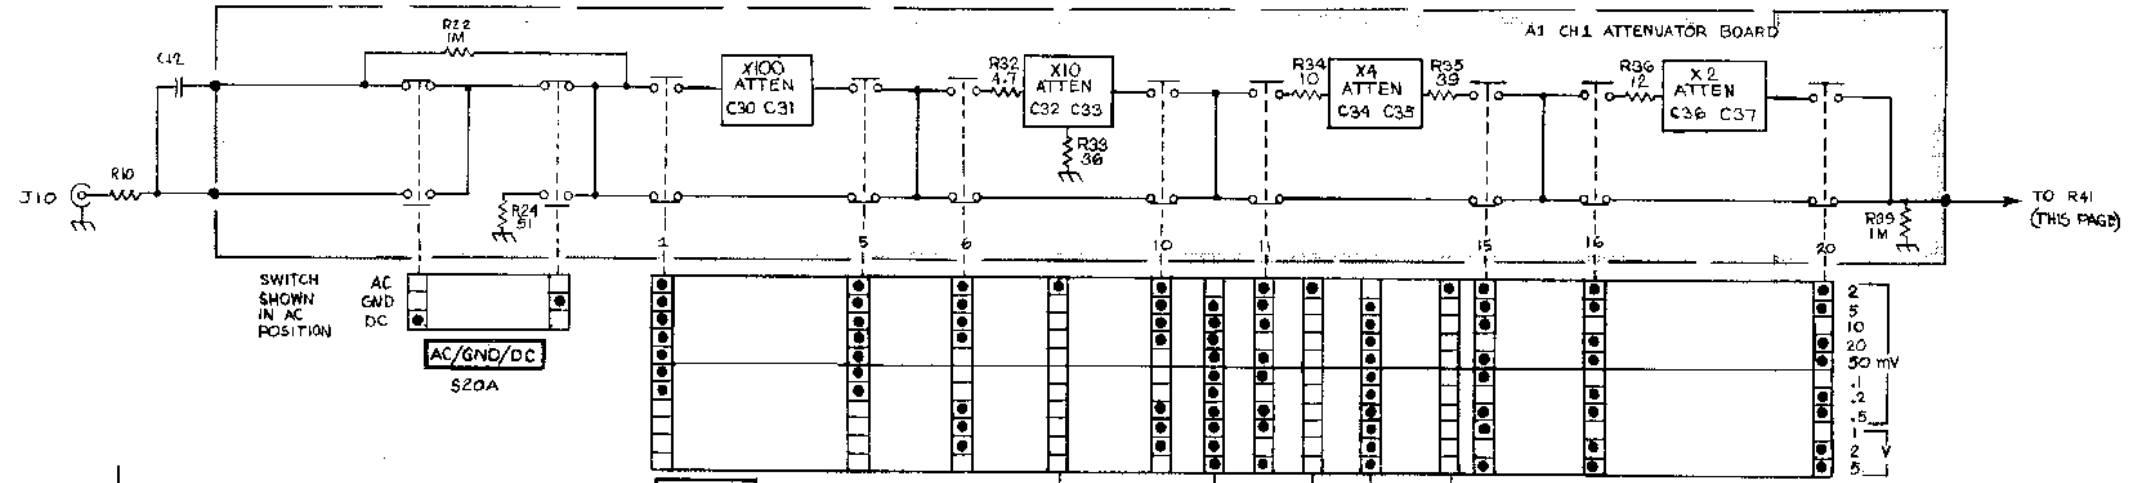 A1 CH1 ATTENUATOR BOARD
R22
1M
C12
X100
ATTEN
C30 C31
R32
4.7
X10
ATTEN
C32 C33
R33
36
R34
10
X4
ATTEN
C34 C35
R35
39
R36
12
X2
ATTEN
C36 C37
J10
R10
R24
51
R39
1M
TO R41
(THIS PAGE)
1 5 6 10 11 15 16 20
SWITCH
SHOWN
IN AC
POSITION
AC
GND
DC
AC/GND/DC
S20A
2
5
10
20
50 mV
.1
.2
.5
1
2 V
5